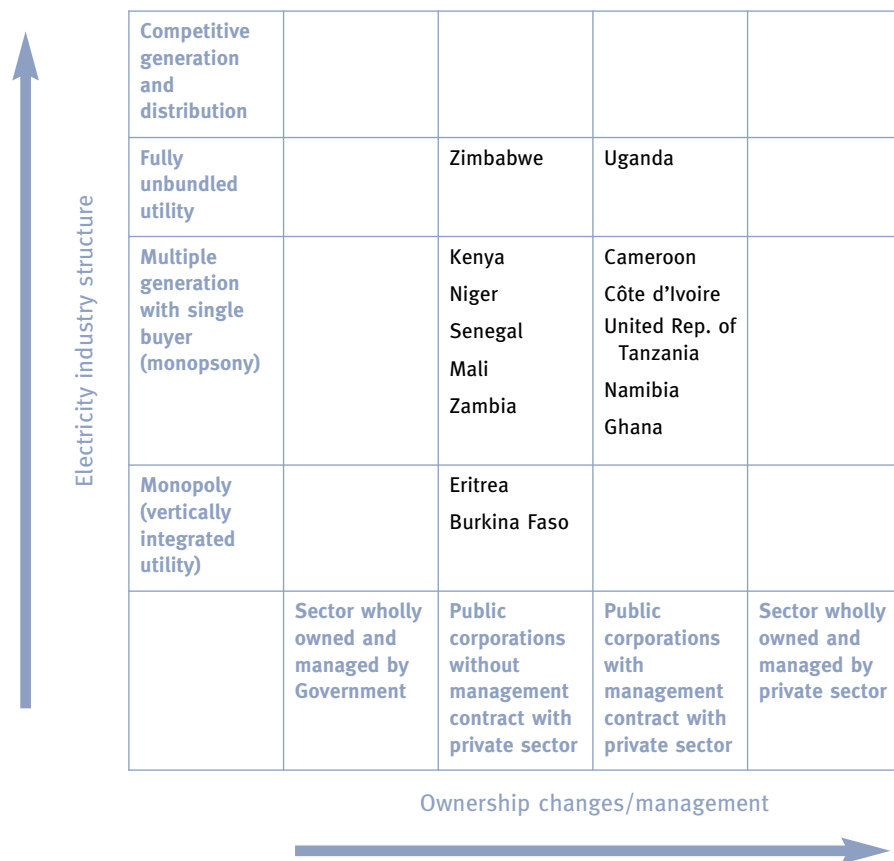 Electricity industry structure
Competitive
generation
and
distribution
Fully
unbundled
utility
Zimbabwe
Uganda
Multiple
generation
with single
buyer
(monopsony)
Kenya
Niger
Senegal
Mali
Zambia
Cameroon
Côte d’Ivoire
United Rep. of
Tanzania
Namibia
Ghana
Monopoly
(vertically
integrated
utility)
Eritrea
Burkina Faso
Sector wholly
owned and
managed by
Government
Public
corporations
without
management
contract with
private sector
Public
corporations
with
management
contract with
private sector
Sector wholly
owned and
managed by
private sector
Ownership changes/management